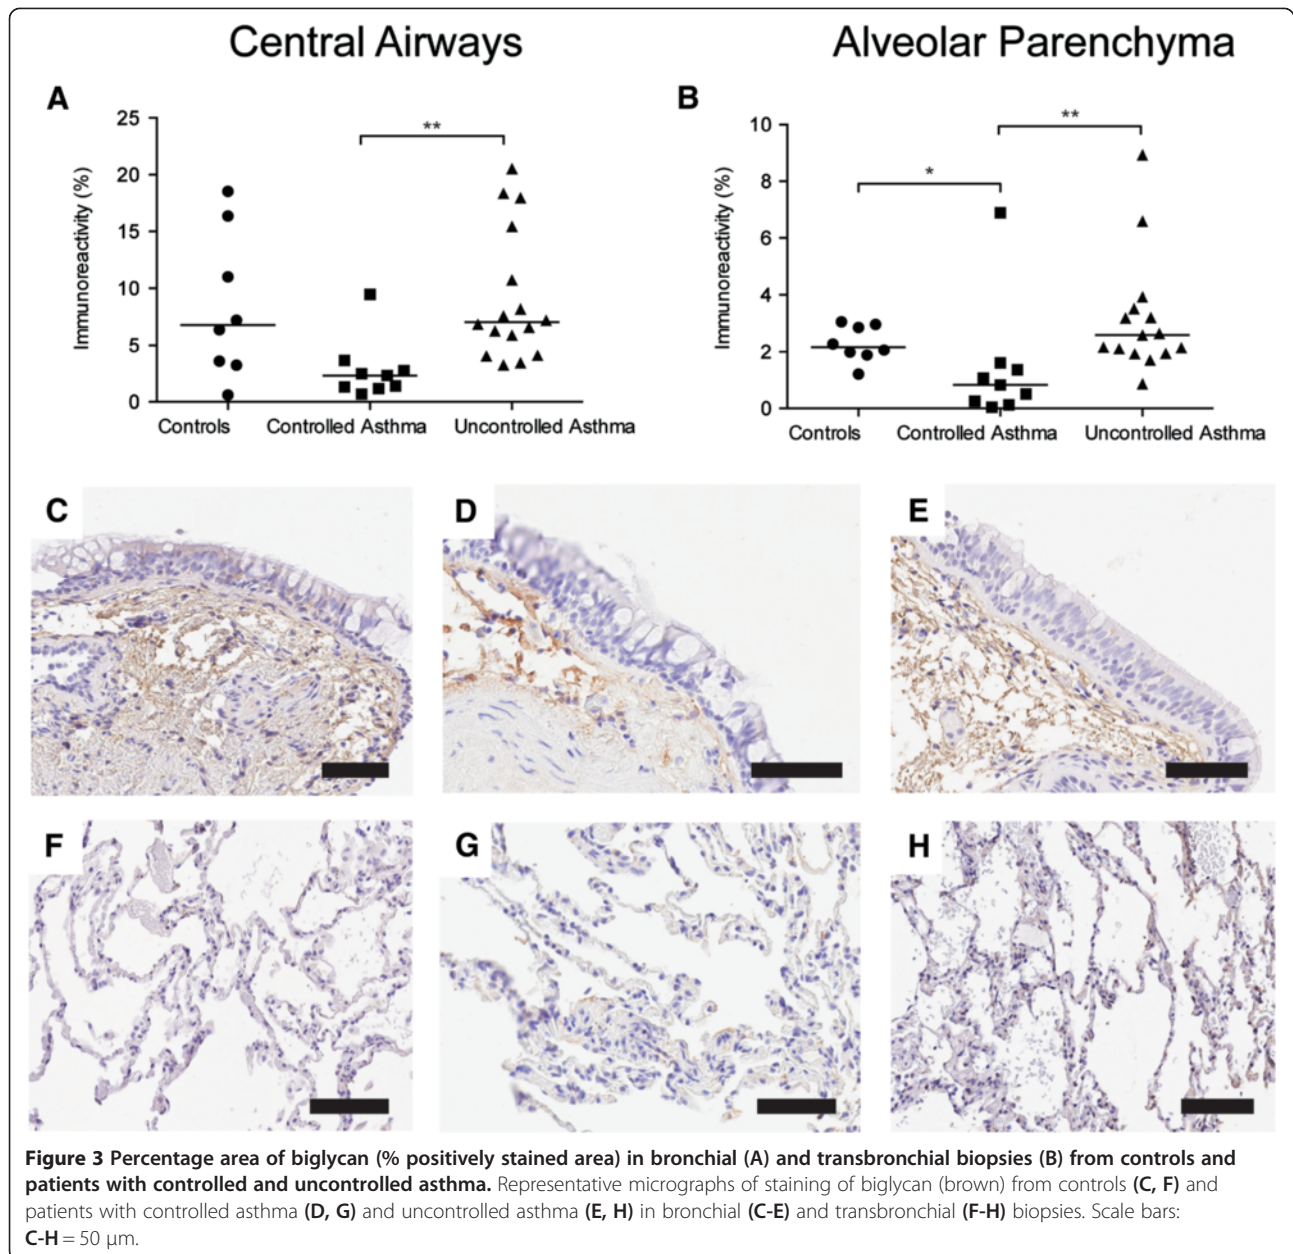 Central Airways
Alveolar Parenchyma
A
25
20
15
10
5
0
Immunoreactivity (%)
**
Controls
Controlled Asthma
Uncontrolled Asthma
B
10
8
6
4
2
0
Immunoreactivity (%)
*
**
Controls
Controlled Asthma
Uncontrolled Asthma
C
D
E
F
G
H
Figure 3 Percentage area of biglycan (% positively stained area) in bronchial (A) and transbronchial biopsies (B) from controls and
patients with controlled and uncontrolled asthma. Representative micrographs of staining of biglycan (brown) from controls (C, F) and
patients with controlled asthma (D, G) and uncontrolled asthma (E, H) in bronchial (C-E) and transbronchial (F-H) biopsies. Scale bars:
C-H = 50 μm.